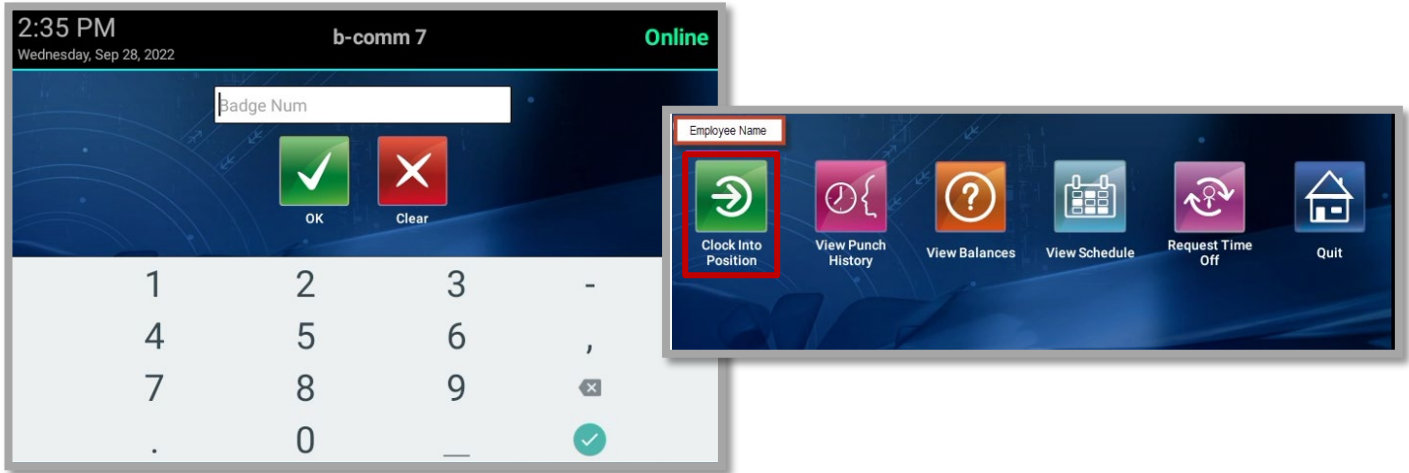 2:35 PM
b-comm 7
Online
Wednesday, Sep 28, 2022
Badge Num
OK
Clear
1 2 3 -
4 5 6 ,
7 8 9
. 0 _
Employee Name
Clock Into
Position
View Punch
History
View Balances
View Schedule
Request Time
Off
Quit